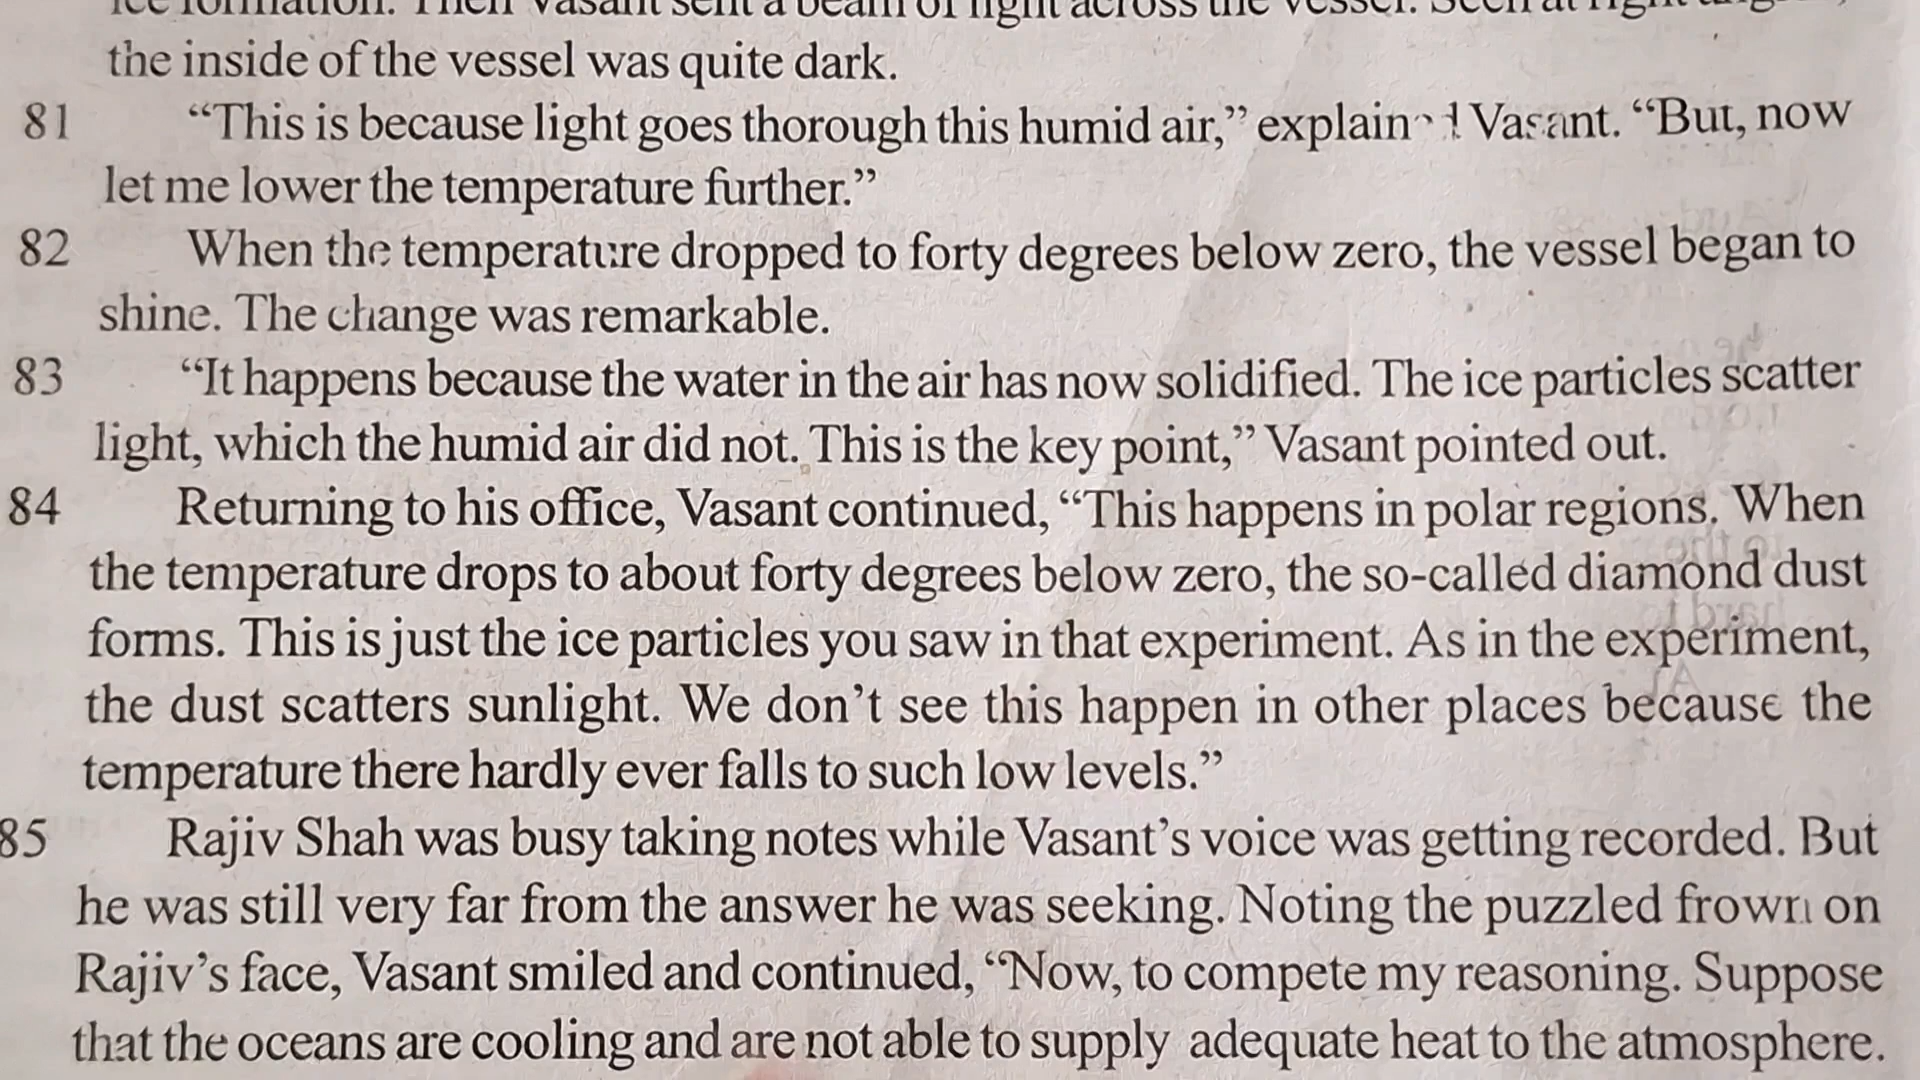 the inside of the vessel was quite dark.
81 “This is because light goes thorough this humid air,” explained Vasant. “But, now
let me lower the temperature further.”
82 When the temperature dropped to forty degrees below zero, the vessel began to
shine. The change was remarkable.
83 “It happens because the water in the air has now solidified. The ice particles scatter
light, which the humid air did not. This is the key point,” Vasant pointed out.
84 Returning to his office, Vasant continued, “This happens in polar regions. When
the temperature drops to about forty degrees below zero, the so-called diamond dust
forms. This is just the ice particles you saw in that experiment. As in the experiment,
the dust scatters sunlight. We don’t see this happen in other places because the
temperature there hardly ever falls to such low levels.”
85 Rajiv Shah was busy taking notes while Vasant’s voice was getting recorded. But
he was still very far from the answer he was seeking. Noting the puzzled frown on
Rajiv’s face, Vasant smiled and continued, “Now, to compete my reasoning. Suppose
that the oceans are cooling and are not able to supply adequate heat to the atmosphere.